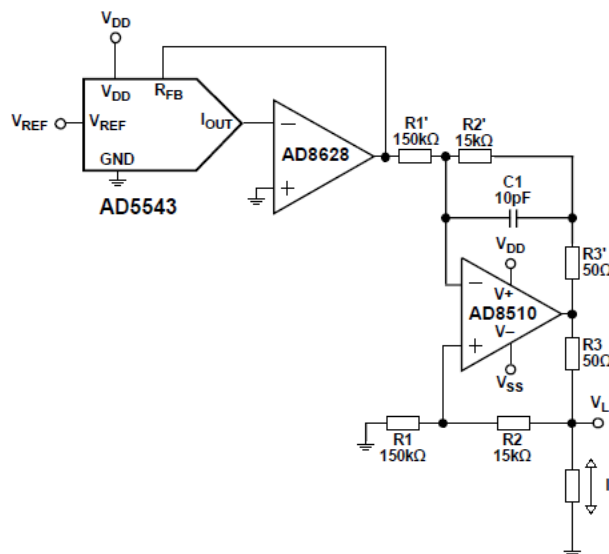 VDD
VDD
RFB
VREF
VREF
IOUT
GND
AD5543
AD8628
R1'
150kΩ
R2'
15kΩ
C1
10pF
VDD
V+
AD8510
V–
VSS
R3'
50Ω
R3
50Ω
VL
R1
150kΩ
R2
15kΩ